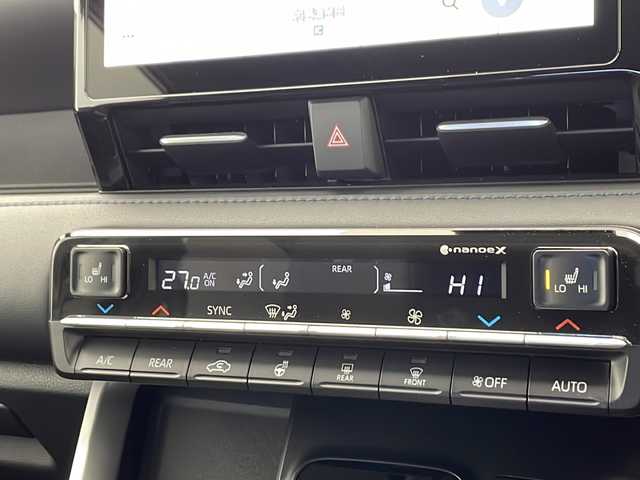 nanoeX
LO HI
27.0 A/C ON
REAR
HI
LO HI
SYNC
A/C
REAR
REAR
FRONT
OFF
AUTO